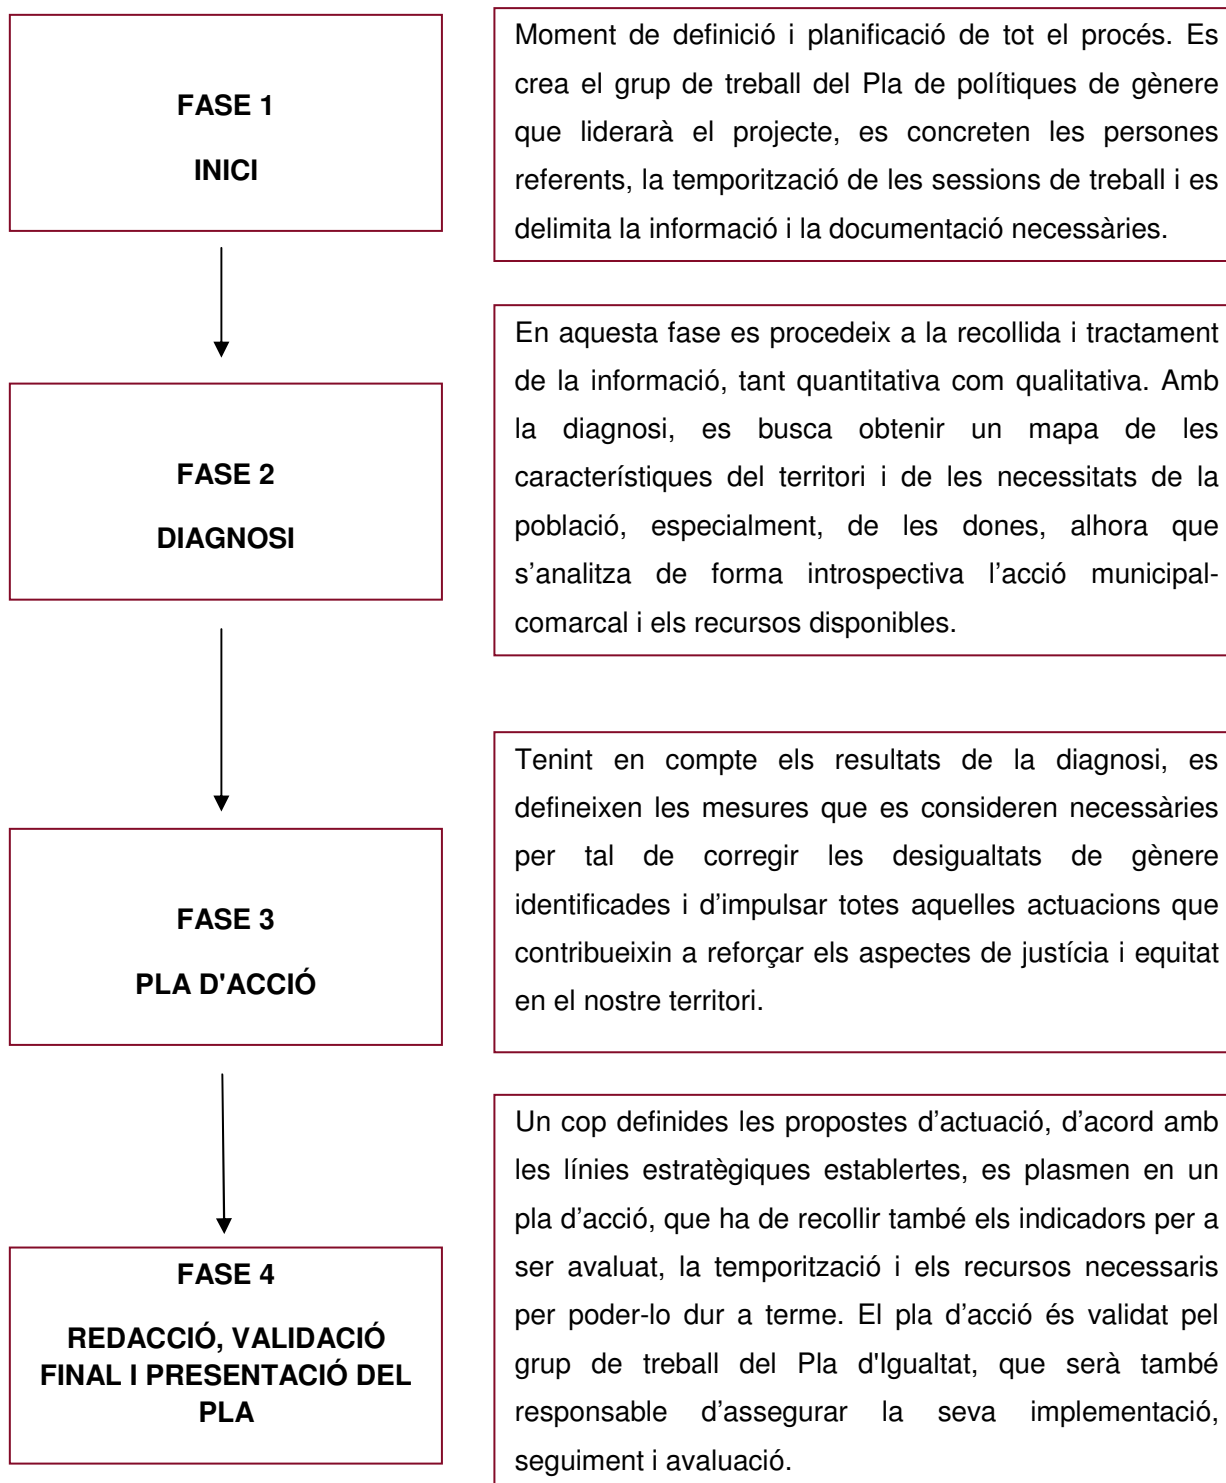 FASE 1
INICI
Moment de definició i planificació de tot el procés. Es
crea el grup de treball del Pla de polítiques de gènere
que liderarà el projecte, es concreten les persones
referents, la temporització de les sessions de treball i es
delimita la informació i la documentació necessàries.
FASE 2
DIAGNOSI
En aquesta fase es procedeix a la recollida i tractament
de la informació, tant quantitativa com qualitativa. Amb
la diagnosi, es busca obtenir un mapa de les
característiques del territori i de les necessitats de la
població, especialment, de les dones, alhora que
s’analitza de forma introspectiva l’acció municipal-
comarcal i els recursos disponibles.
FASE 3
PLA D'ACCIÓ
Tenint en compte els resultats de la diagnosi, es
defineixen les mesures que es consideren necessàries
per tal de corregir les desigualtats de gènere
identificades i d’impulsar totes aquelles actuacions que
contribueixin a reforçar els aspectes de justícia i equitat
en el nostre territori.
FASE 4
REDACCIÓ, VALIDACIÓ
FINAL I PRESENTACIÓ DEL
PLA
Un cop definides les propostes d’actuació, d’acord amb
les línies estratègiques establertes, es plasmen en un
pla d’acció, que ha de recollir també els indicadors per a
ser avaluat, la temporització i els recursos necessaris
per poder-lo dur a terme. El pla d’acció és validat pel
grup de treball del Pla d'Igualtat, que serà també
responsable d’assegurar la seva implementació,
seguiment i avaluació.